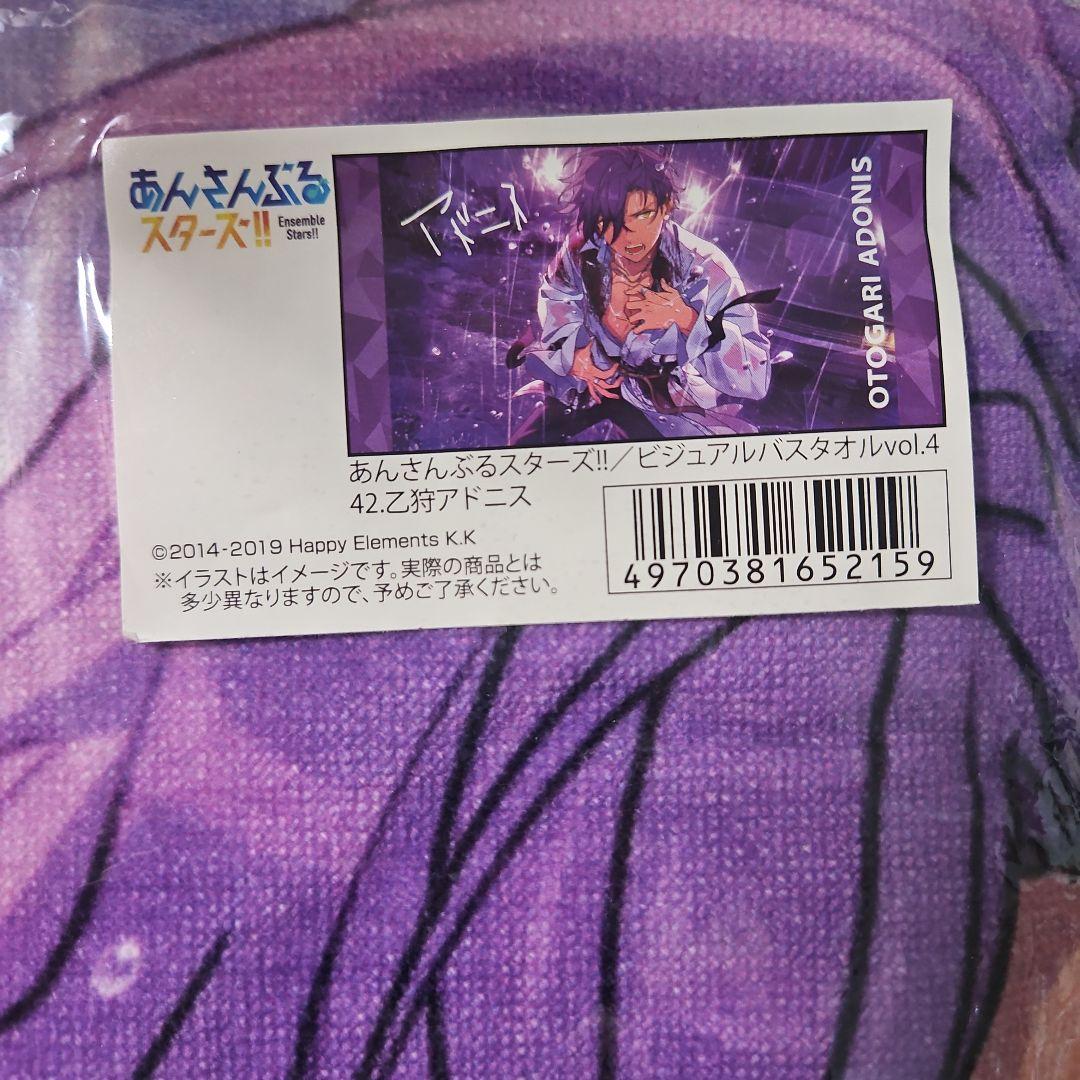 あんさんぶる
スターズ!!
Ensemble
Stars!!
アドニス
OTOGARI ADONIS
あんさんぶるスターズ!!／ビジュアルバスタオルvol.4
42.乙狩アドニス
©2014-2019 Happy Elements K.K
※イラストはイメージです。実際の商品とは
多少異なりますので、予めご了承ください。
4970381652159